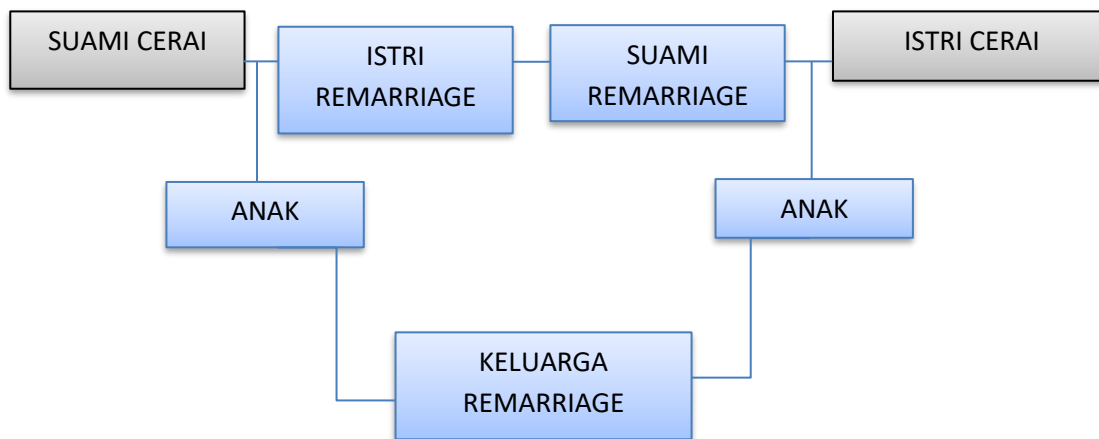 SUAMI CERAI
ISTRI
REMARRIAGE
SUAMI
REMARRIAGE
ISTRI CERAI
ANAK
ANAK
KELUARGA
REMARRIAGE